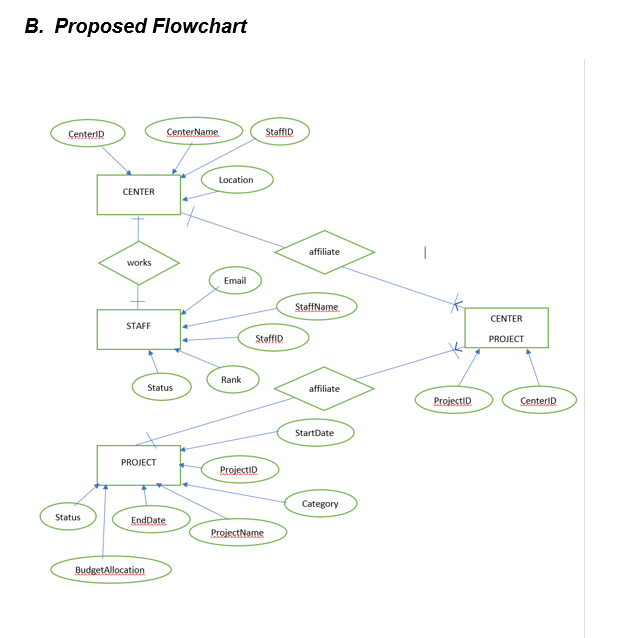 B. Proposed Flowchart
CenterID
CenterName
StaffID
Location
CENTER
affiliate
works
Email
StaffName
CENTER
PROJECT
STAFF
StaffID
Status
Rank
affiliate
ProjectID
CenterID
StartDate
PROJECT
ProjectID
Category
Status
EndDate
ProjectName
BudgetAllocation